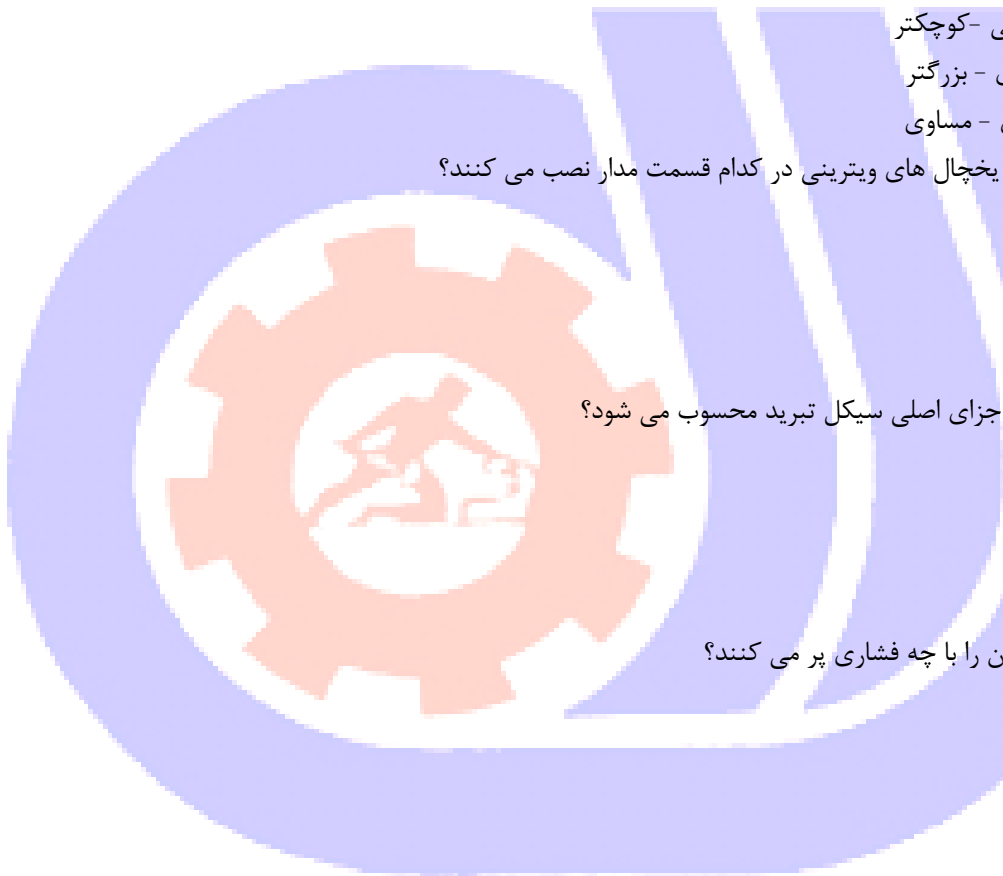 -کوچکتر
- بزرگتر
- مساوی
یخچال های ویترینی در کدام قسمت مدار نصب می کنند؟
جزای اصلی سیکل تبرید محسوب می شود؟
را با چه فشاری پر می کنند؟